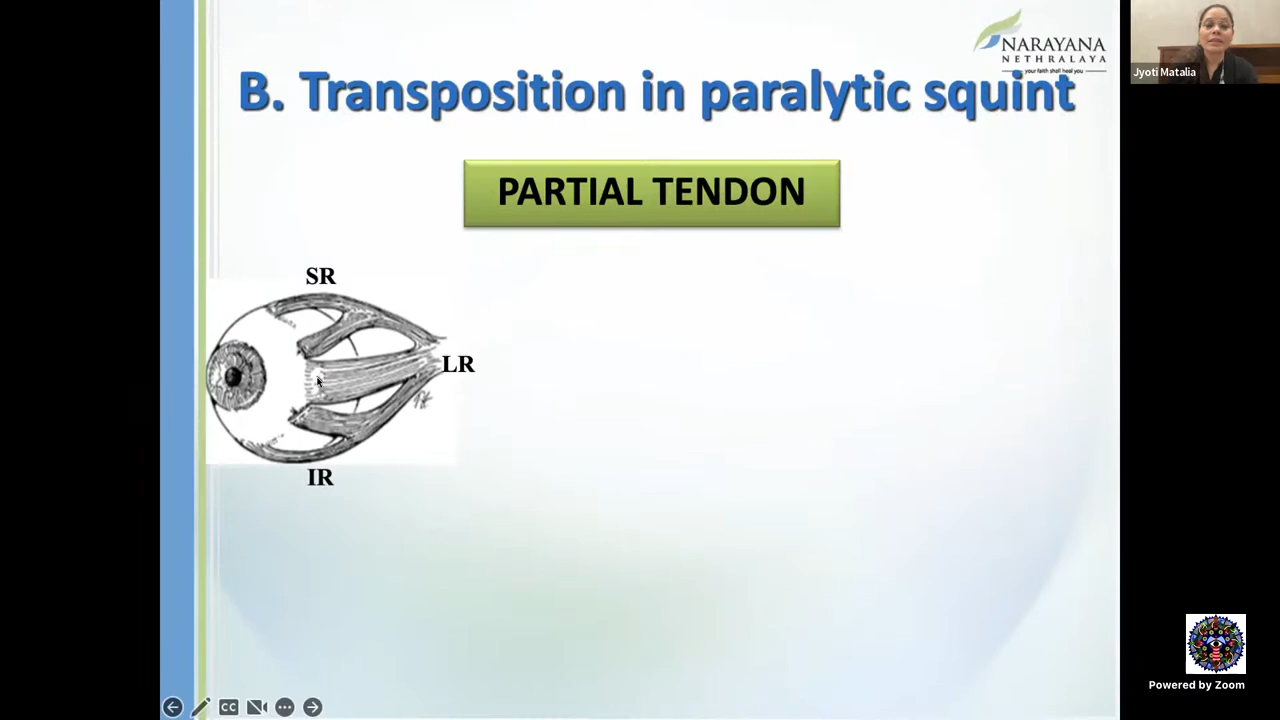 NARAYANA
NETHRALAYA
your faith shall heal you
Jyoti Matalia
B. Transposition in paralytic squint
PARTIAL TENDON
SR
LR
IR
CC
Powered by Zoom